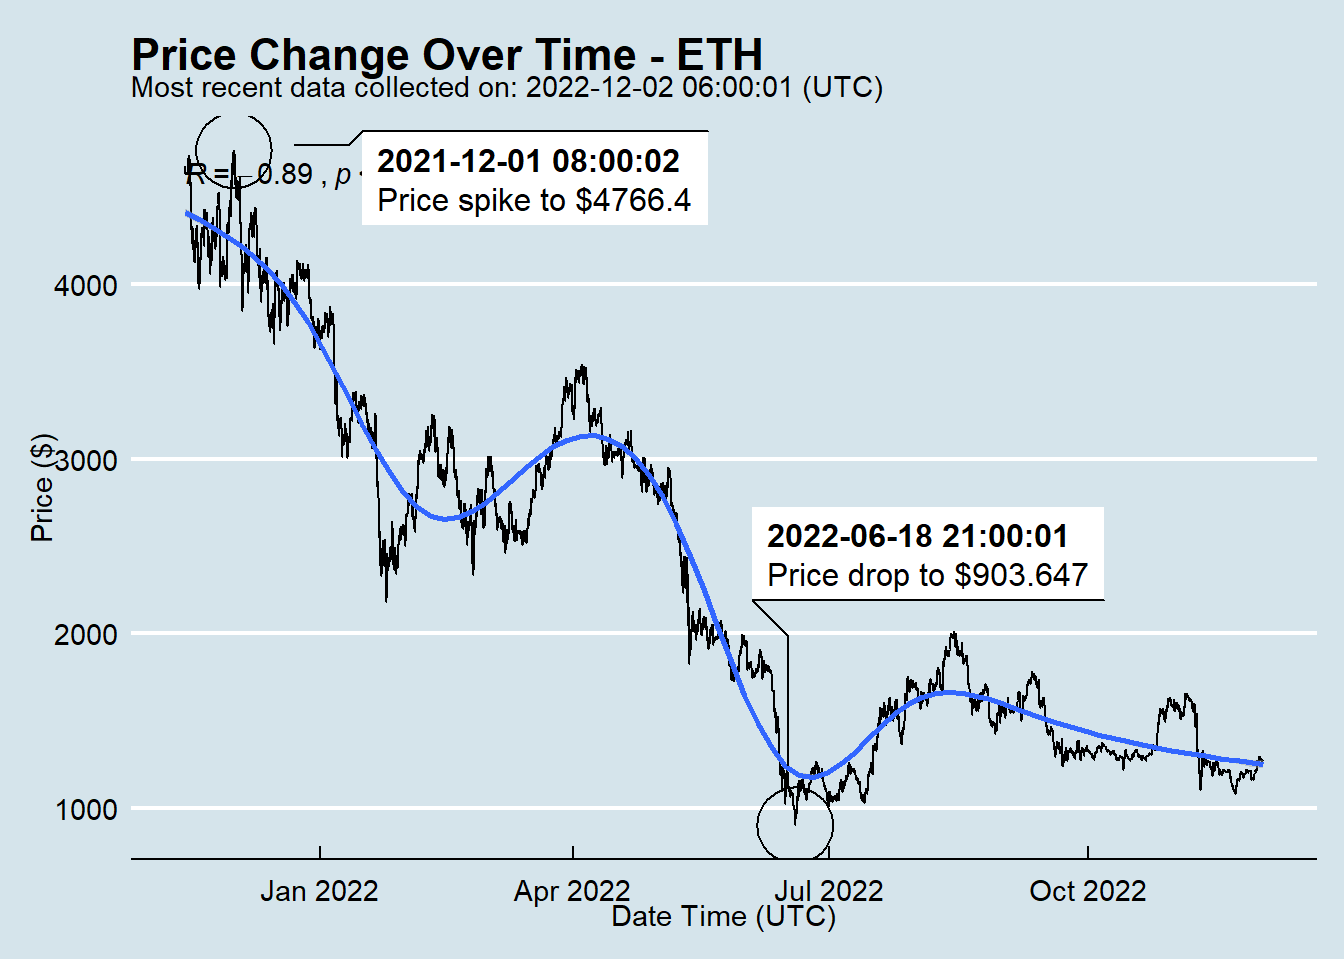 Price Change Over Time - ETH
Most recent data collected on: 2022-12-02 06:00:01 (UTC)
2021-12-01 08:00:02
Price spike to $4766.4
R = −0.89 , p
4000
3000
2000
1000
Price ($)
2022-06-18 21:00:01
Price drop to $903.647
Jan 2022 Apr 2022 Jul 2022 Oct 2022
Date Time (UTC)